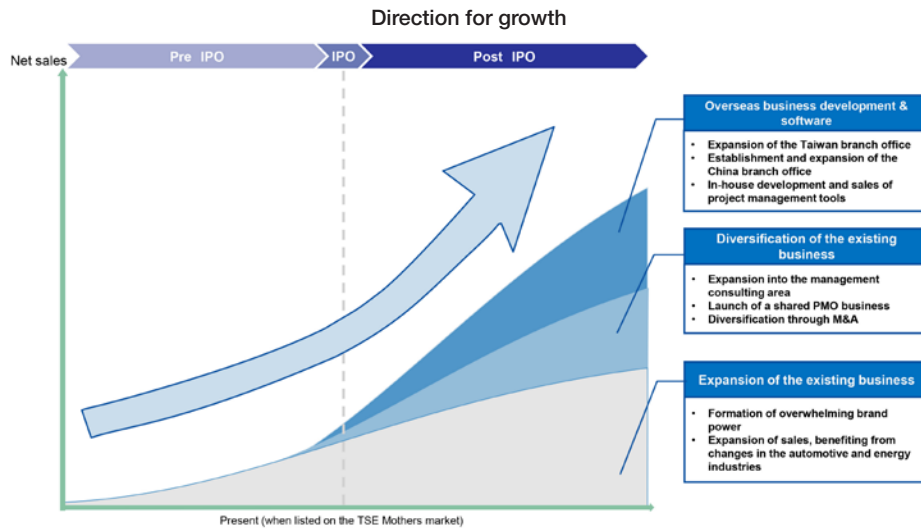 Direction for growth
Net sales
Pre IPO
IPO
Post IPO
Overseas business development &
software
• Expansion of the Taiwan branch office
• Establishment and expansion of the
China branch office
• In-house development and sales of
project management tools
Diversification of the existing
business
• Expansion into the management
consulting area
• Launch of a shared PMO business
• Diversification through M&A
Expansion of the existing business
• Formation of overwhelming brand
power
• Expansion of sales, benefiting from
changes in the automotive and energy
industries
Present (when listed on the TSE Mothers market)